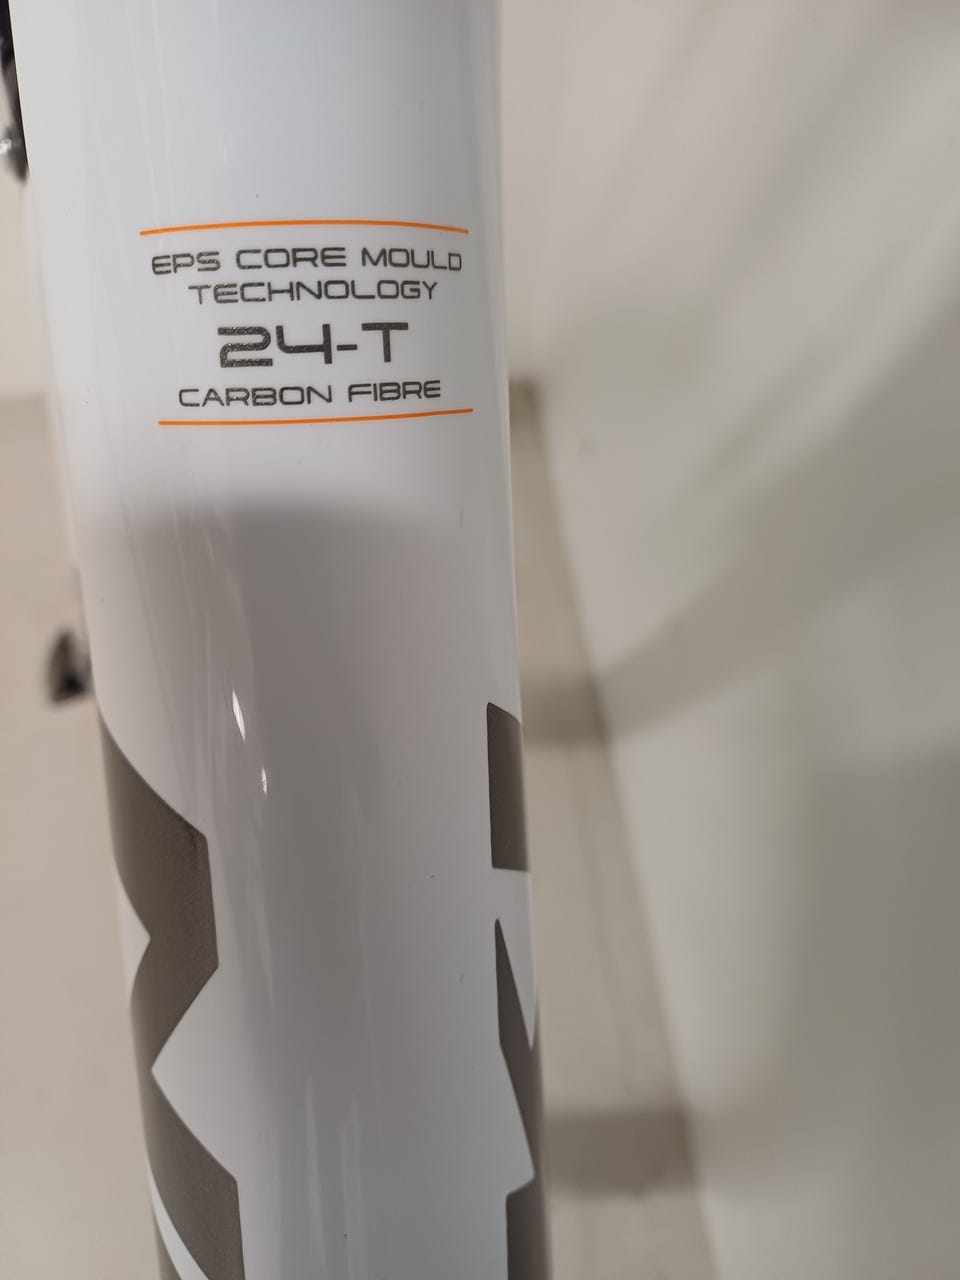 EPS CORE MOULD
TECHNOLOGY
24-T
CARBON FIBRE